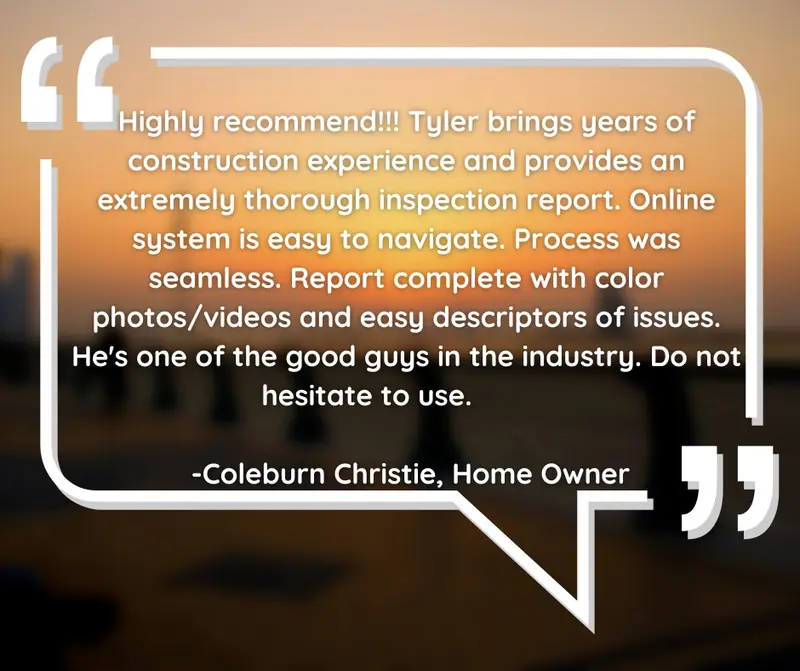 Highly recommend!!! Tyler brings years of
construction experience and provides an
extremely thorough inspection report. Online
system is easy to navigate. Process was
seamless. Report complete with color
photos/videos and easy descriptors of issues.
He's one of the good guys in the industry. Do not
hesitate to use.
-Coleburn Christie, Home Owner